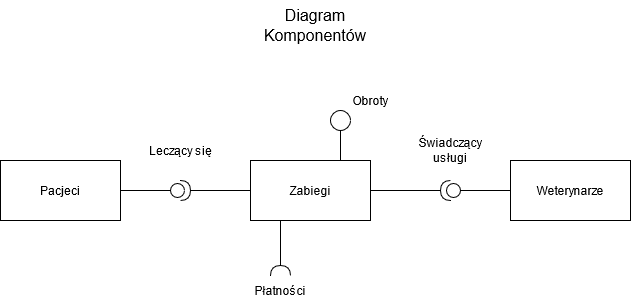 Diagram
Komponentów
Obroty
Leczący się
Świadczący
usługi
Pacjeci
Zabiegi
Weterynarze
Płatności